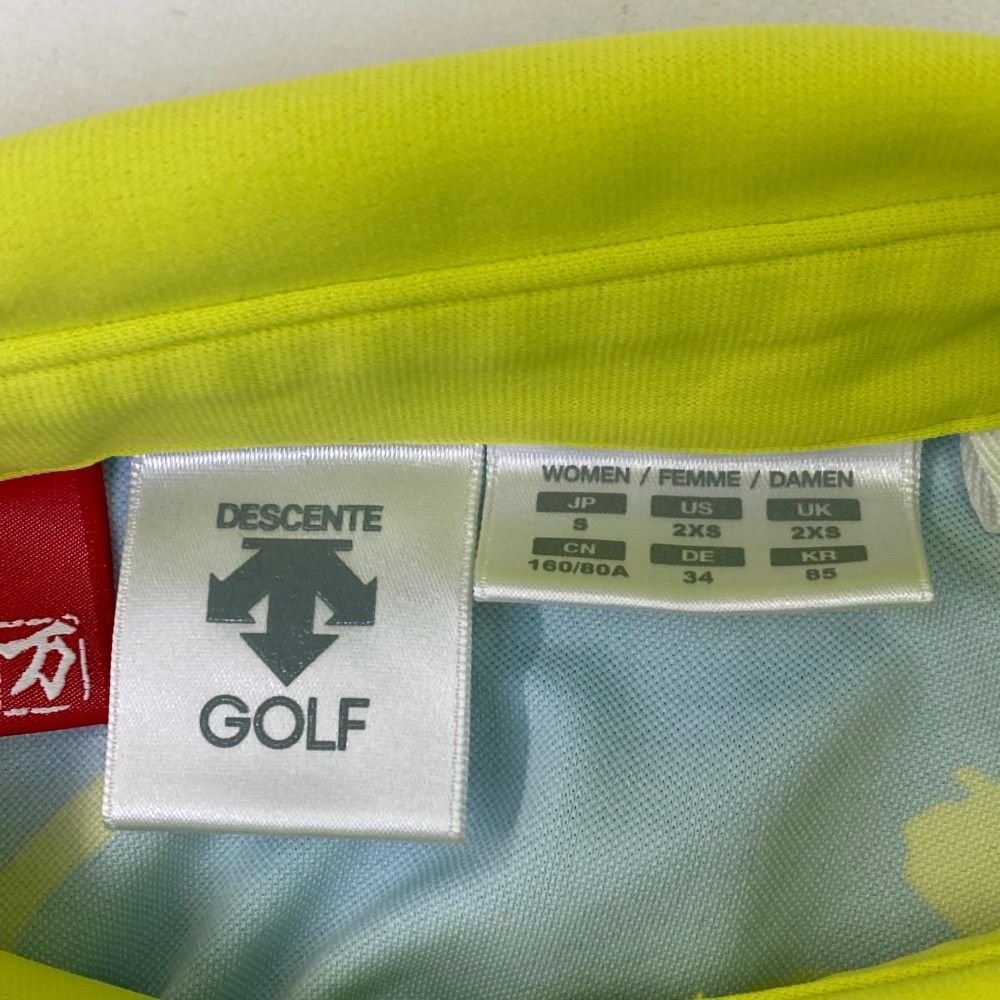 DESCENTE
GOLF
WOMEN / FEMME / DAMEN
JP US UK
S 2XS 2XS
CN DE KR
160/80A 34 85